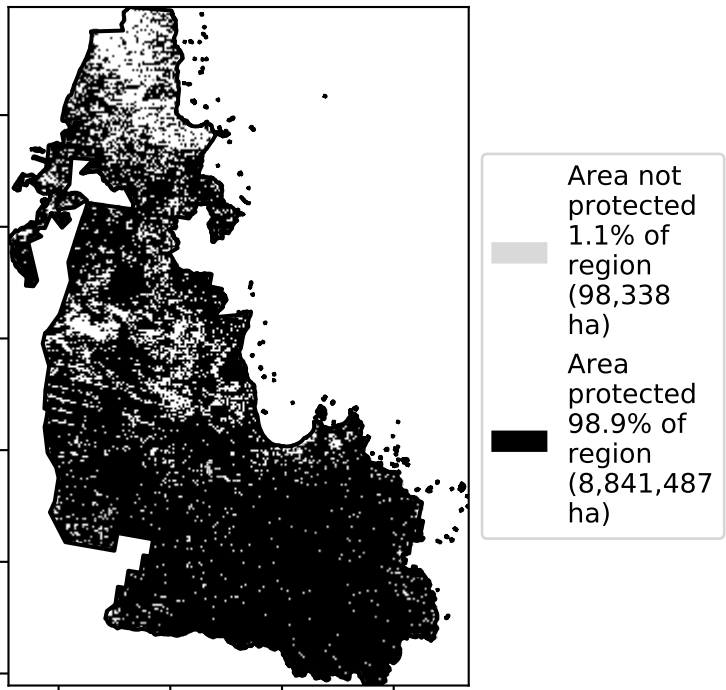 Area not
protected
1.1% of
region
(98,338
ha)
Area
protected
98.9% of
region
(8,841,487
ha)